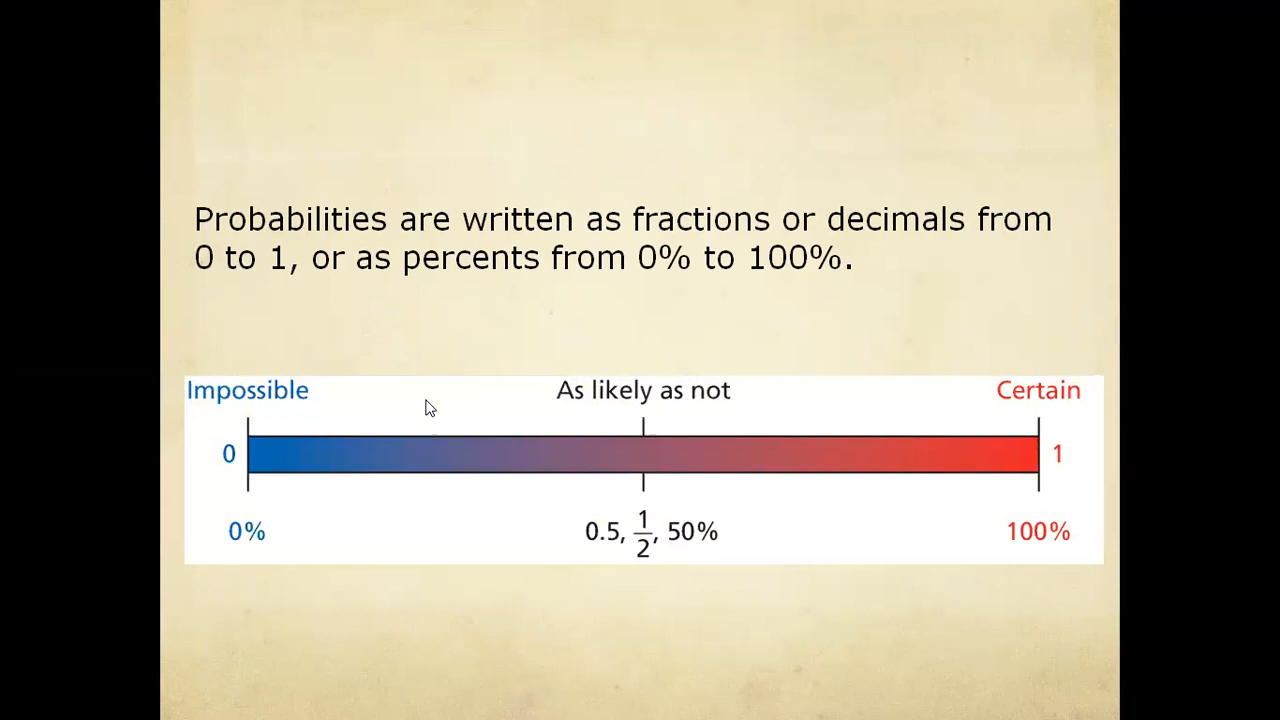 Probabilities are written as fractions or decimals from
0 to 1, or as percents from 0% to 100%.
Impossible As likely as not Certain
0 1
0% 0.5, 1/2, 50% 100%